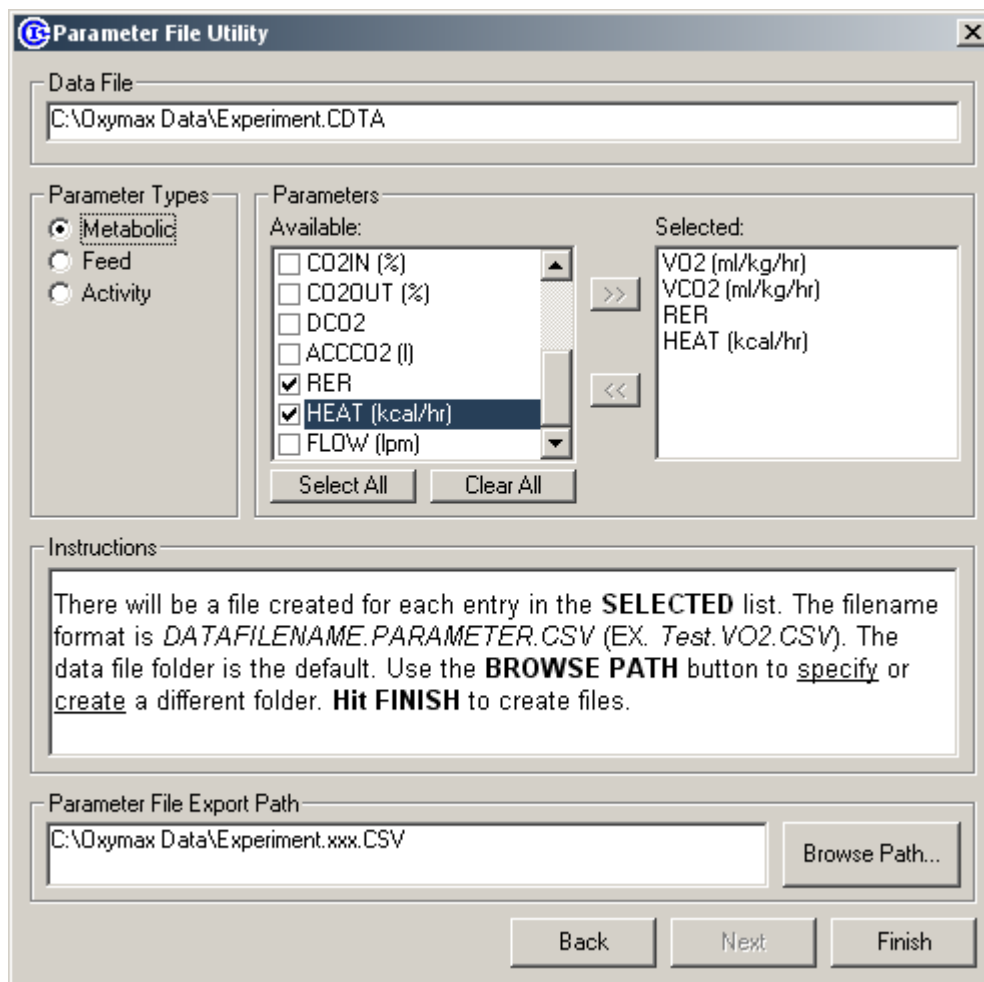 Parameter File Utility
Data File
C:\Oxymax Data\Experiment.CDTA
Parameter Types
Metabolic
Feed
Activity
Parameters
Available:
CO2IN (%)
CO2OUT (%)
DCO2
ACCCO2 (l)
RER
HEAT (kcal/hr)
FLOW (lpm)
Select All
Clear All
>>
<<
Selected:
VO2 (ml/kg/hr)
VCO2 (ml/kg/hr)
RER
HEAT (kcal/hr)
Instructions
There will be a file created for each entry in the SELECTED list. The filename
format is DATAFILENAME.PARAMETER.CSV (EX. Test.VO2.CSV). The
data file folder is the default. Use the BROWSE PATH button to specify or
create a different folder. Hit FINISH to create files.
Parameter File Export Path
C:\Oxymax Data\Experiment.xxx.CSV
Browse Path...
Back
Next
Finish